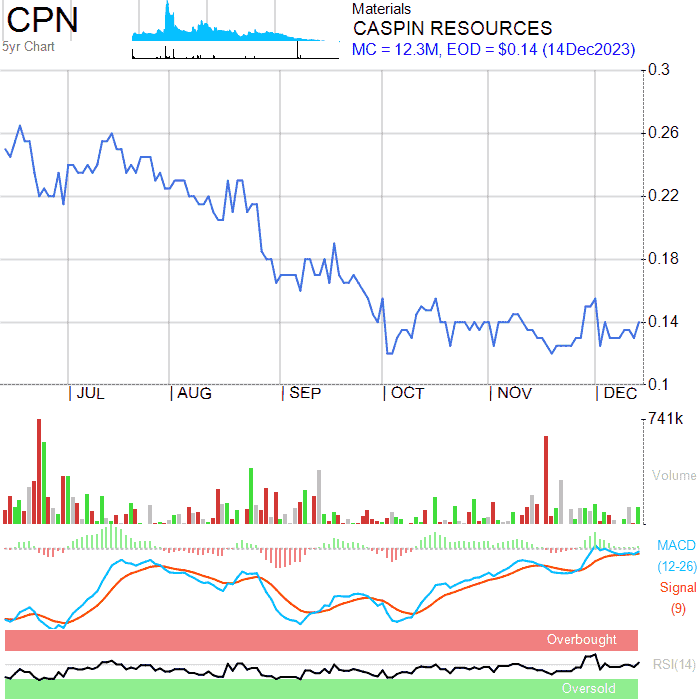 CPN
5yr Chart
Materials
CASPIN RESOURCES
MC = 12.3M, EOD = $0.14 (14Dec2023)
0.3
0.26
0.22
0.18
0.14
0.1
JUL AUG SEP OCT NOV DEC
741k
Volume
MACD
(12-26)
Signal
(9)
Overbought
RSI(14)
Oversold